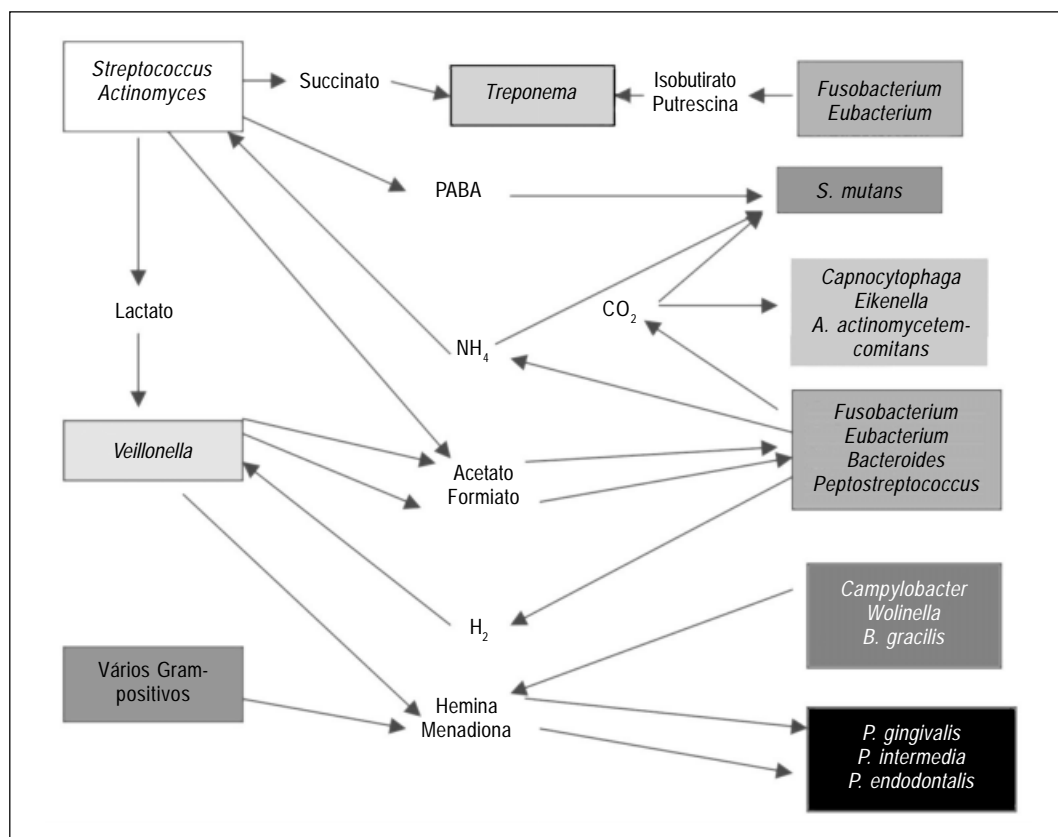 Streptococcus
Actinomyces
Succinato
Treponema
Isobutirato
Putrescina
Fusobacterium
Eubacterium
PABA
S. mutans
Lactato
CO2
Capnocytophaga
Eikenella
A. actinomycetem-
comitans
NH4
Veillonella
Acetato
Formiato
Fusobacterium
Eubacterium
Bacteroides
Peptostreptococcus
H2
Campylobacter
Wolinella
B. gracilis
Vários Gram-
positivos
Hemina
Menadiona
P. gingivalis
P. intermedia
P. endodontalis